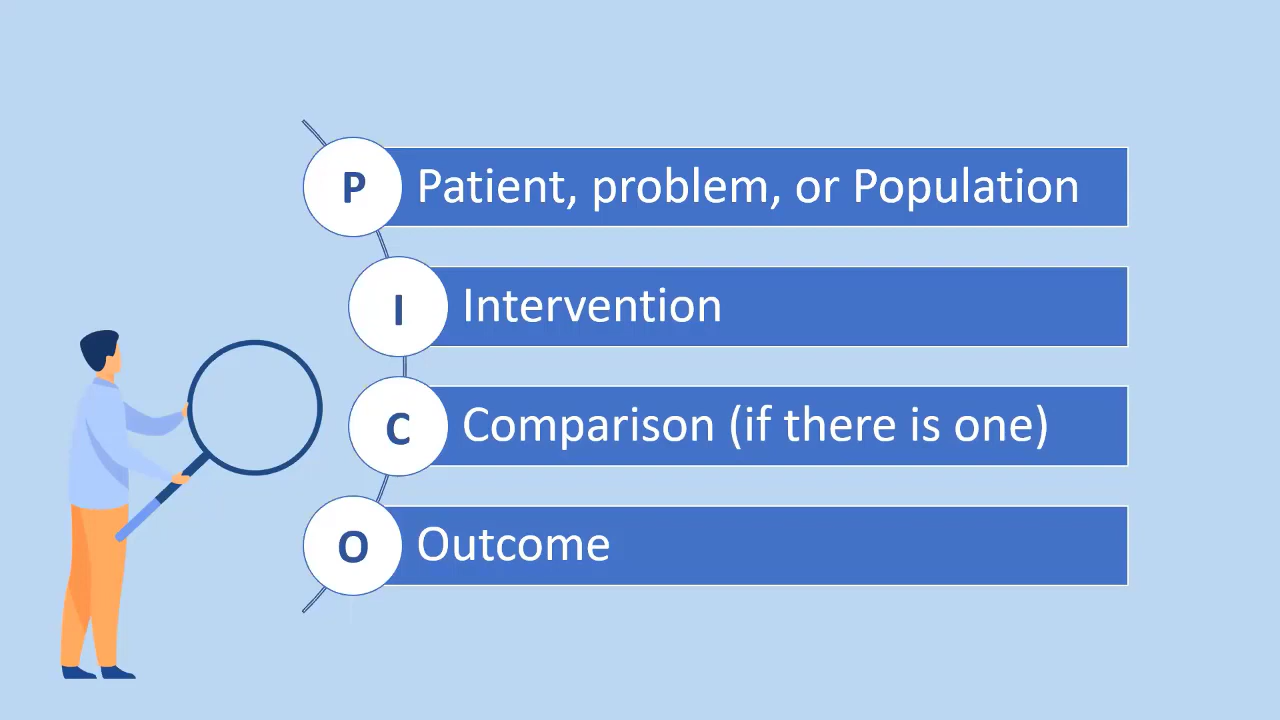 P Patient, problem, or Population
I Intervention
C Comparison (if there is one)
O Outcome